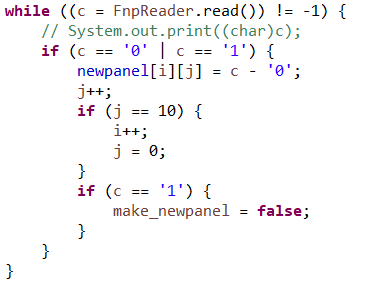 while ((c = FnpReader.read()) != -1) {
    // System.out.print((char)c);
    if (c == '0' | c == '1') {
        newpanel[i][j] = c - '0';
        j++;
        if (j == 10) {
            i++;
            j = 0;
        }
        if (c == '1') {
            make_newpanel = false;
        }
    }
}